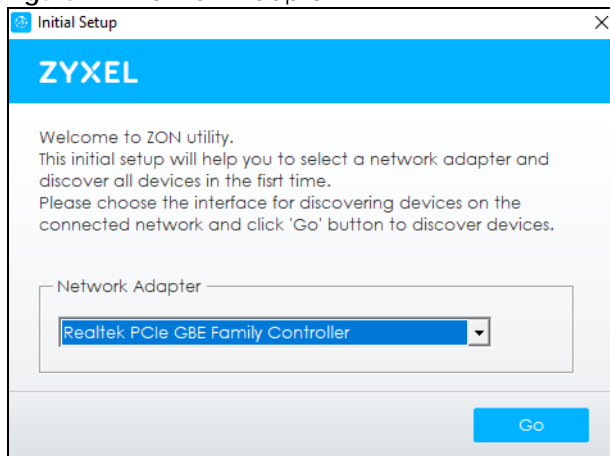 Initial Setup
ZYXEL
Welcome to ZON utility.
This initial setup will help you to select a network adapter and
discover all devices in the fisrt time.
Please choose the interface for discovering devices on the
connected network and click 'Go' button to discover devices.
Network Adapter
Realtek PCIe GBE Family Controller
Go